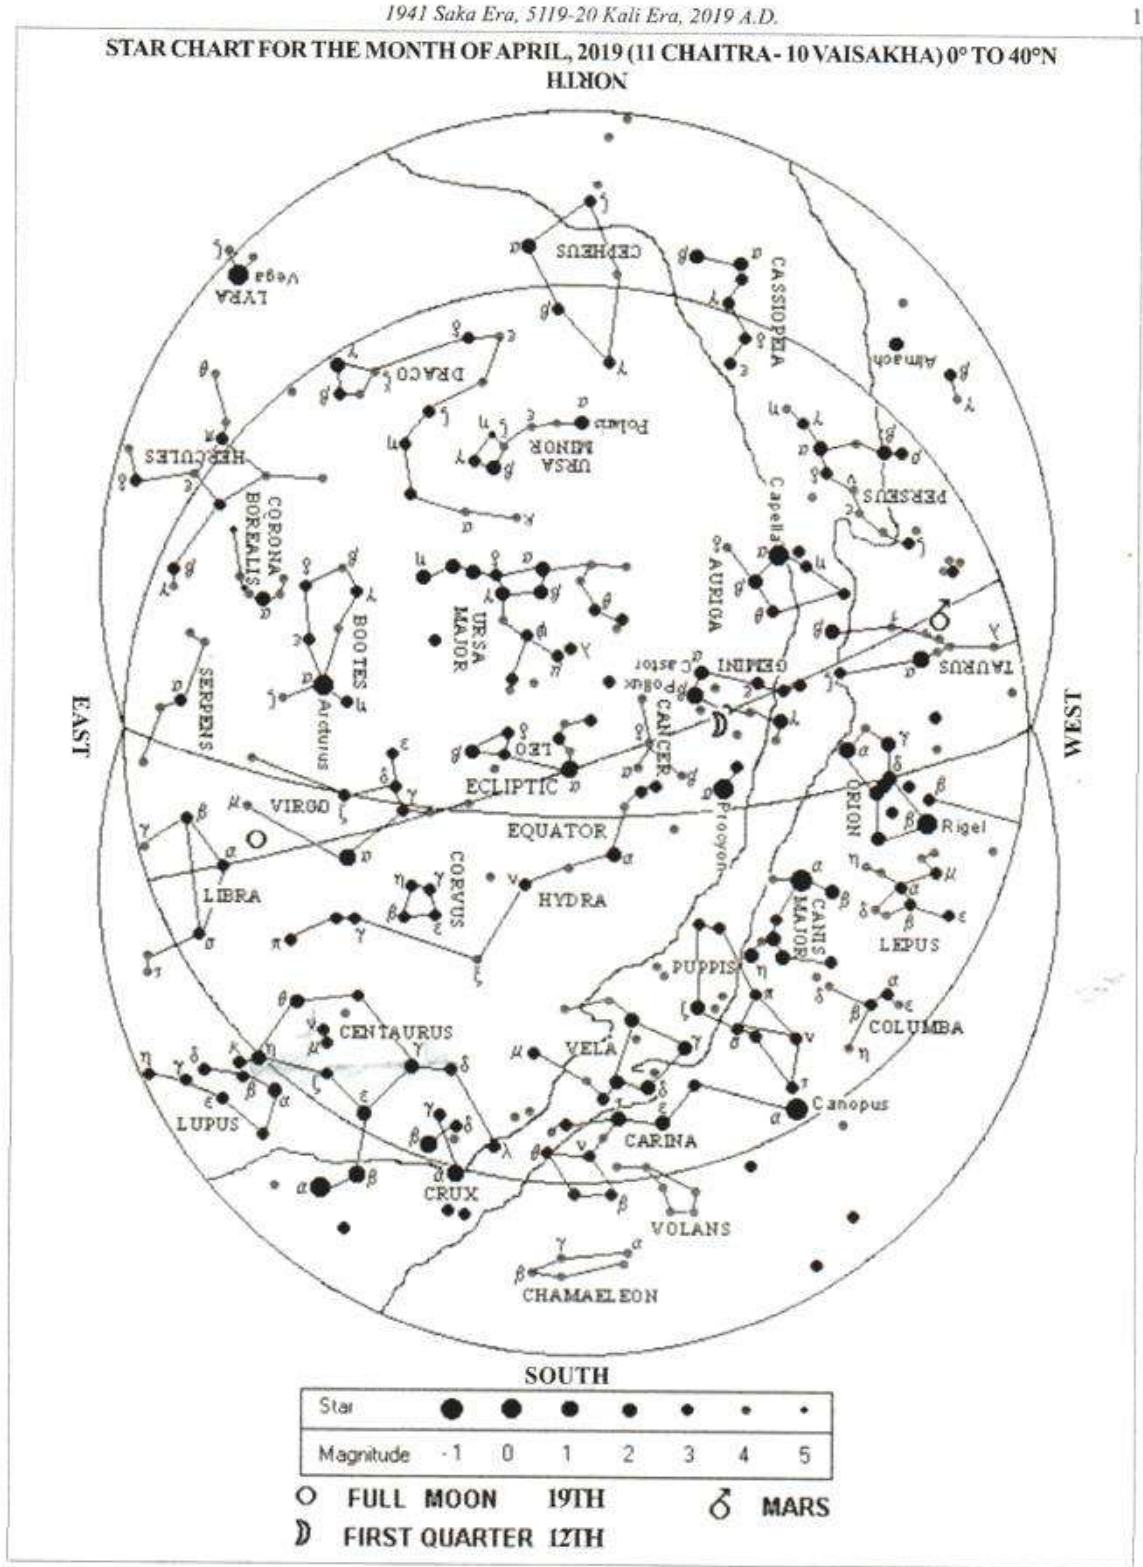 1941 Saka Era, 5119-20 Kali Era, 2019 A.D.
1
STAR CHART FOR THE MONTH OF APRIL, 2019 (11 CHAITRA - 10 VAISAKHA) 0° TO 40°N
NORTH
ζ
α
CEPHEUS
β
α
ζ
Vega
LYRA
CASSIOPELA
γ
β
δ
ε
γ
δ
ε
γ
DRACO
β
ξ
Almach
β
γ
θ
ζ
η
ζ
ε
α
Polaris
η
γ
α
β
ρ
π
HERCULES
δ
ε
η
γ
β
URSA
MINOR
PERSEUS
ν
ε
ζ
CORONA
BOREALIS
α
κ
Capella
δ
α
η
AURIGA
β
θ
β
γ
δ
β
γ
η
δ
α
γ
β
θ
α
BOOTES
ε
URSA
MAJOR
ψ
λ
μ
β
ζ
λ
TAURUS
ζ
α
Castor
GEMINI
β
Pollux
ε
γ
SERPENS
α
ζ
α
η
Arcturus
EAST
WEST
CANCER
α
β
LEO
δ
β
α
ECLIPTIC
ε
δ
γ
VIRGO
ζ
α
μ
EQUATOR
α
Procyon
α
γ
δ
ORION
β
β
Rigel
β
γ
α
LIBRA
σ
τ
η
γ
CORVUS
β
ε
ν
HYDRA
α
π
γ
ζ
α
β
CANIS
MAJOR
η
η
μ
α
δ
β
ε
LEPUS
PUPPIS
π
ζ
σ
ν
τ
δ
α
ε
COLUMBA
η
θ
ν
CENTAURUS
μ
κ
η
γ
δ
ζ
ε
η
γ
δ
β
α
ε
LUPUS
μ
VELA
γ
δ
Canopus
α
ε
CARINA
γ
δ
β
λ
θ
ν
β
α
β
α
CRUX
VOLANS
γ
α
β
CHAMAELEON
SOUTH
Star
Magnitude -1 0 1 2 3 4 5
FULL MOON 19TH
MARS
FIRST QUARTER 12TH